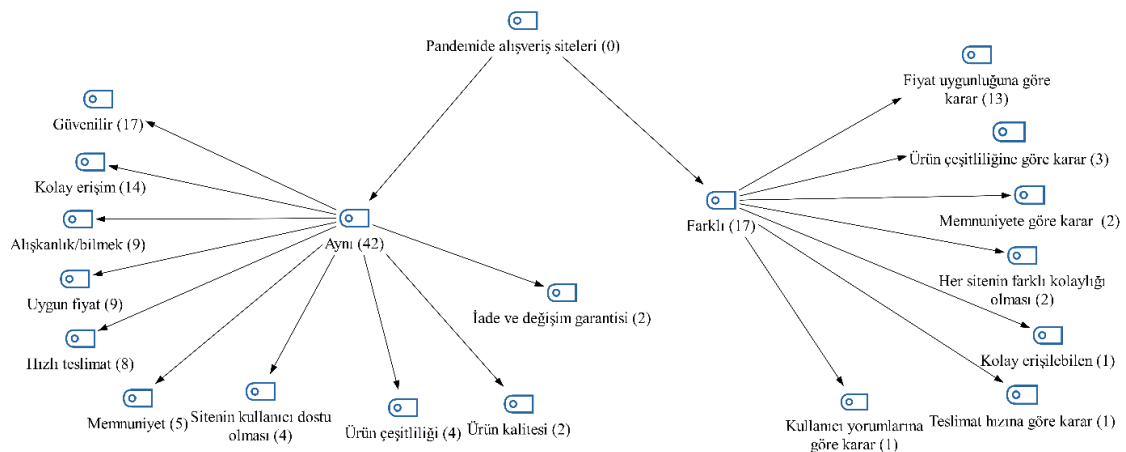 Pandemide alışveriş siteleri (0)
Güvenilir (17)
Kolay erişim (14)
Alışkanlık/bilmek (9)
Uygun fiyat (9)
Hızlı teslimat (8)
Memnuniyet (5)
Sitenin kullanıcı dostu
olması (4)
Ürün çeşitliliği (4)
Ürün kalitesi (2)
İade ve değişim garantisi (2)
Aynı (42)
Farklı (17)
Fiyat uygunluğuna göre
karar (13)
Ürün çeşitliliğine göre karar (3)
Memnuniyete göre karar (2)
Her sitenin farklı kolaylığı
olması (2)
Kolay erişilebilen (1)
Teslimat hızına göre karar (1)
Kullanıcı yorumlarına
göre karar (1)